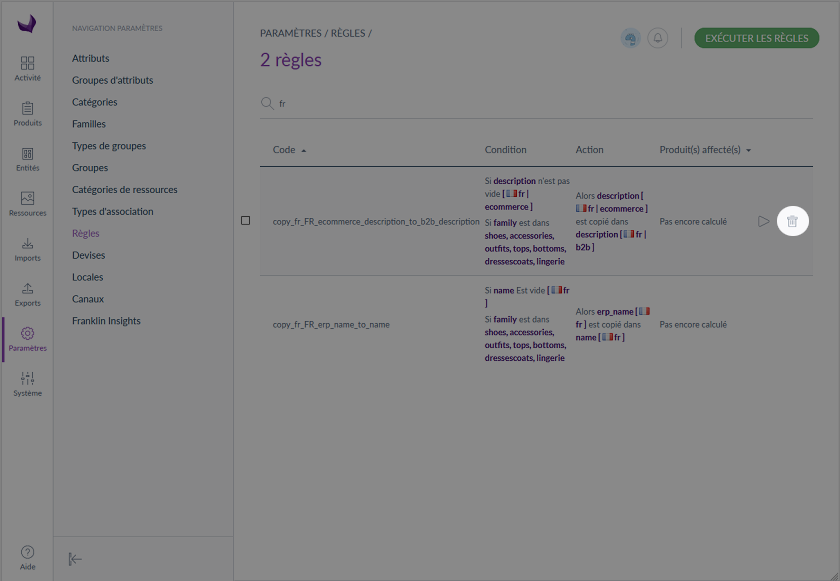 Activité
Produits
Entités
Ressources
Imports
Exports
Paramètres
Système
Aide
NAVIGATION PARAMÈTRES
Attributs
Groupes d'attributs
Catégories
Familles
Types de groupes
Groupes
Catégories de ressources
Types d'association
Règles
Devises
Locales
Canaux
Franklin Insights
PARAMÈTRES / RÈGLES /
EXÉCUTER LES RÈGLES
2 règles
fr
Code Condition Action Produit(s) affecté(s)
copy_fr_FR_ecommerce_description_to_b2b_description
Si description n'est pas
vide [ fr |
ecommerce ]
Si family est dans
shoes, accessories,
outfits, tops, bottoms,
dressescoats, lingerie
Alors description [
fr | ecommerce ]
est copié dans
description [ fr |
b2b ]
Pas encore calculé
copy_fr_FR_erp_name_to_name
Si name Est vide [ fr
]
Si family est dans
shoes, accessories,
outfits, tops, bottoms,
dressescoats, lingerie
Alors erp_name [
fr ] est copié dans
name [ fr ]
Pas encore calculé